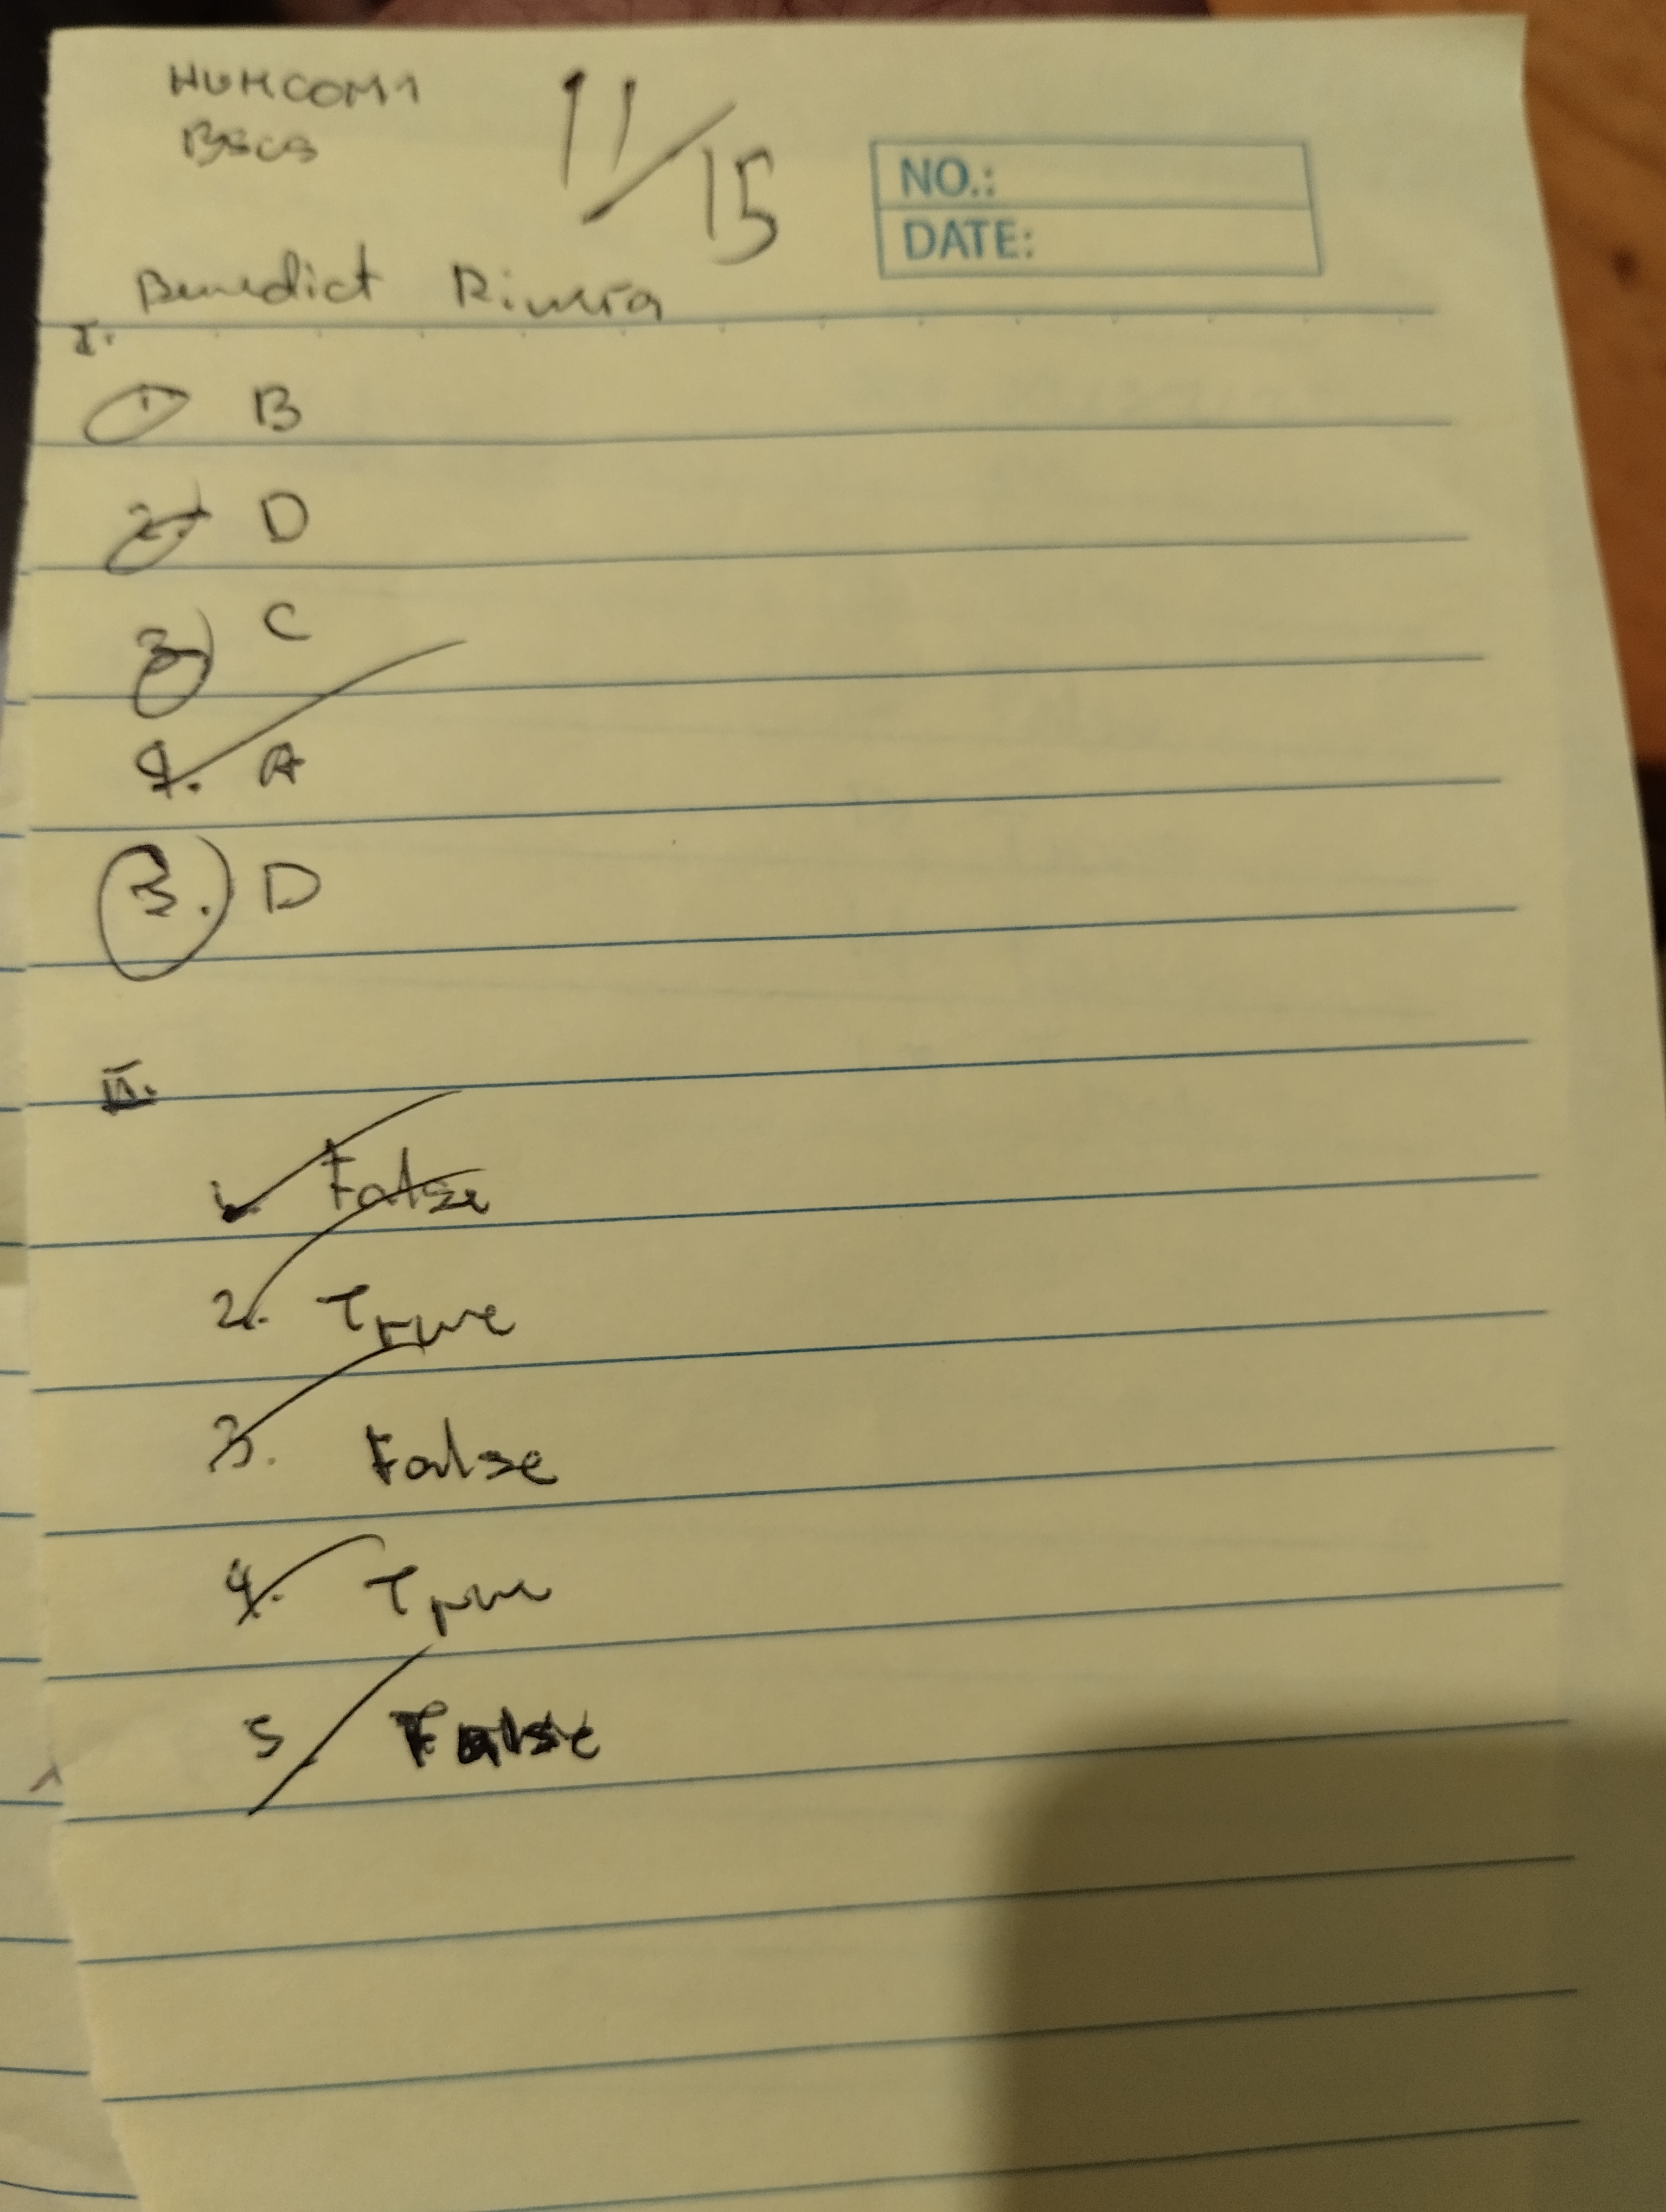 HUMCOM1
BSCS
11/15
NO.:
DATE:
Benedict Rivera
I.
1. B
2. D
3. C
4. A
5. D
II.
1. False
2. True
3. False
4. True
5. False